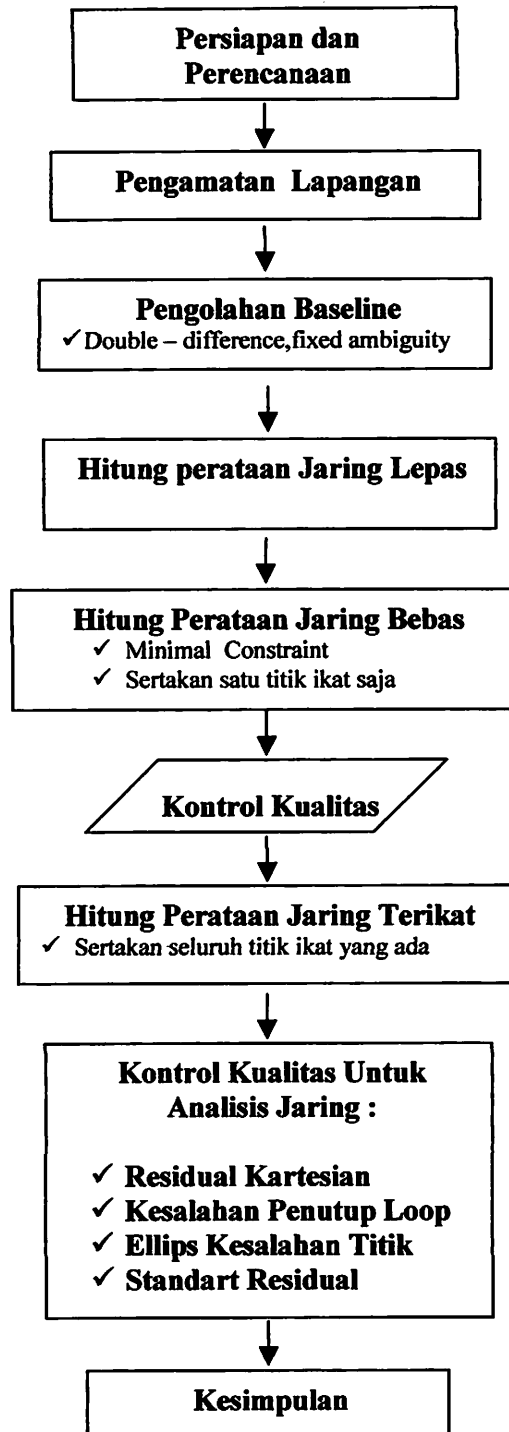 Persiapan dan
Perencanaan
Pengamatan Lapangan
Pengolahan Baseline
✓ Double – difference,fixed ambiguity
Hitung perataan Jaring Lepas
Hitung Perataan Jaring Bebas
✓ Minimal Constraint
✓ Sertakan satu titik ikat saja
Kontrol Kualitas
Hitung Perataan Jaring Terikat
✓ Sertakan seluruh titik ikat yang ada
Kontrol Kualitas Untuk
Analisis Jaring :
✓ Residual Kartesian
✓ Kesalahan Penutup Loop
✓ Ellips Kesalahan Titik
✓ Standart Residual
Kesimpulan